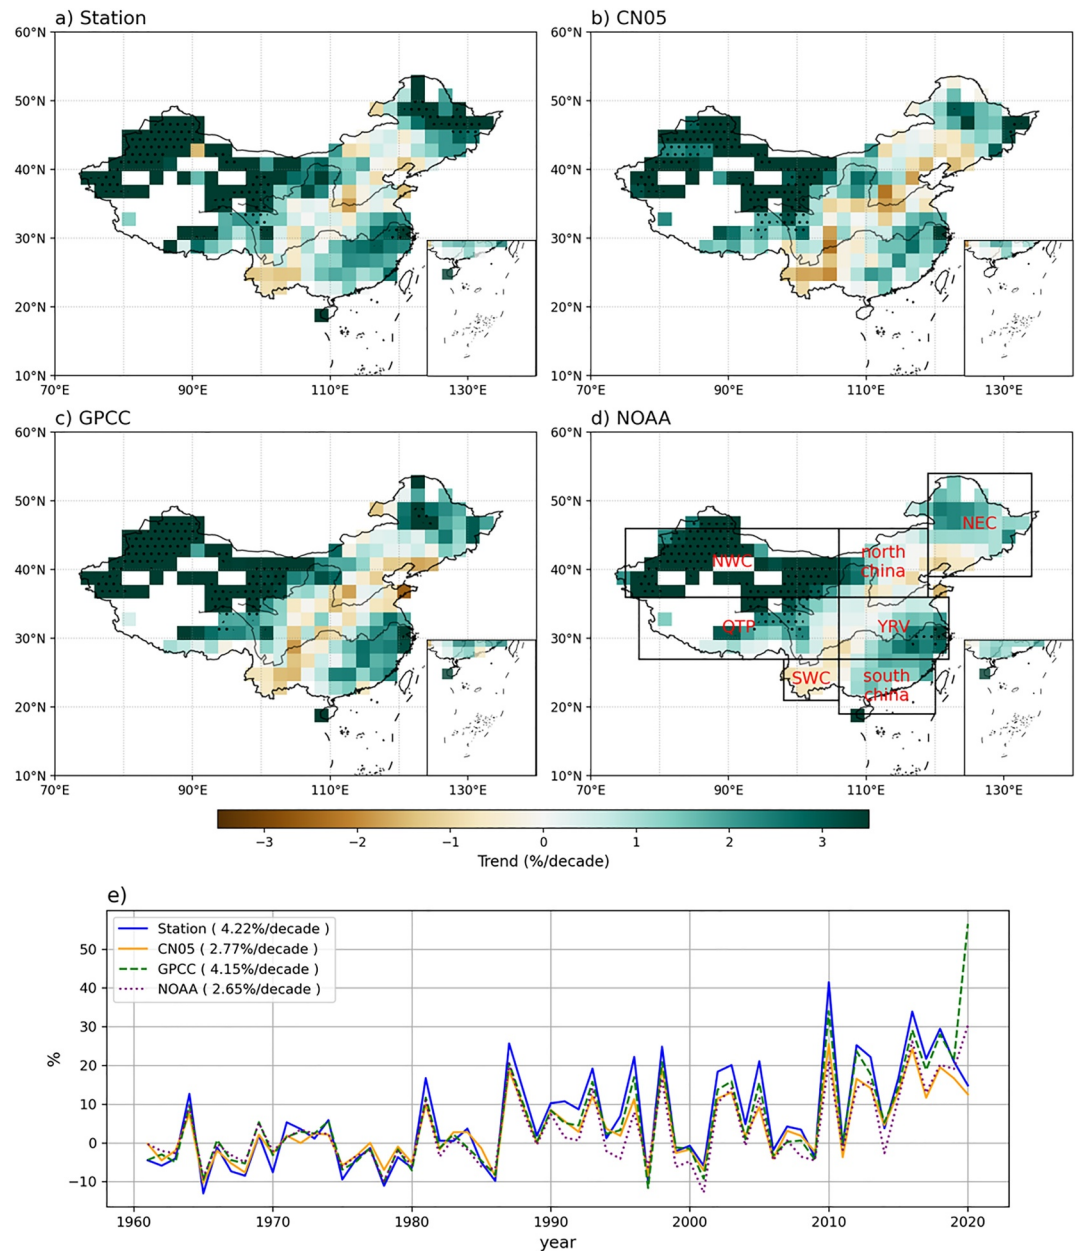 a) Station
b) CN05
60°N
50°N
40°N
30°N
20°N
10°N
70°E
90°E
110°E
130°E
60°N
50°N
40°N
30°N
20°N
10°N
70°E
90°E
110°E
130°E
c) GPCC
d) NOAA
60°N
50°N
40°N
30°N
20°N
10°N
70°E
90°E
110°E
130°E
60°N
50°N
40°N
30°N
20°N
10°N
NEC
NWC
north
china
QTP
YRV
SWC
south
china
70°E
90°E
110°E
130°E
−3
−2
−1
0
1
2
3
Trend (%/decade)
e)
Station ( 4.22%/decade )
CN05 ( 2.77%/decade )
GPCC ( 4.15%/decade )
NOAA ( 2.65%/decade )
50
40
30
20
10
0
−10
%
1960
1970
1980
1990
2000
2010
2020
year